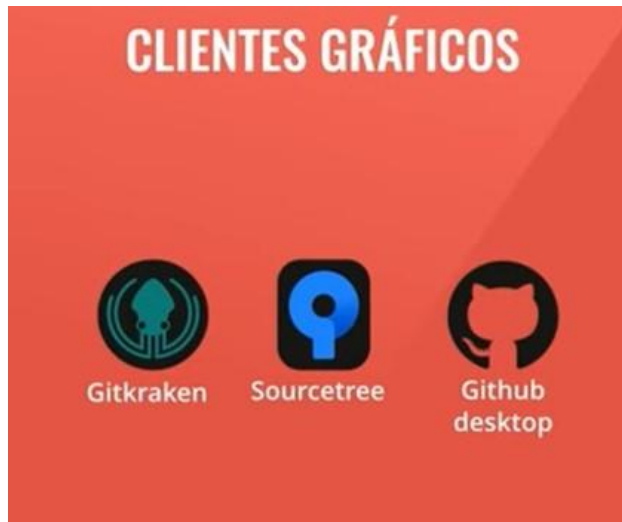 CLIENTES GRÁFICOS
Gitkraken
Sourcetree
Github
desktop